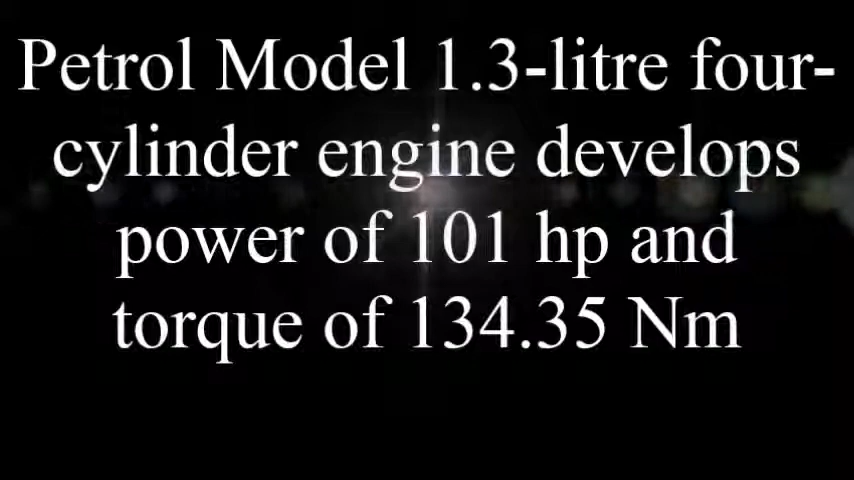 Petrol Model 1.3-litre four-
cylinder engine develops
power of 101 hp and
torque of 134.35 Nm